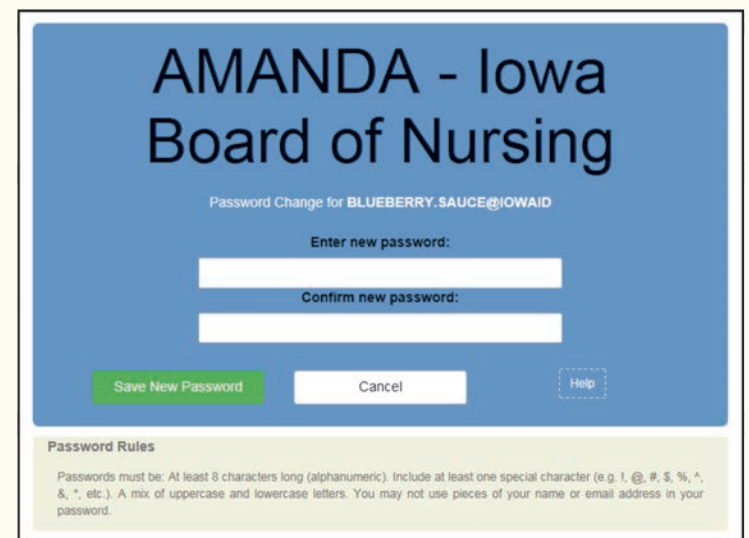 AMANDA - Iowa
Board of Nursing
Password Change for BLUEBERRY.SAUCE@IOWAID
Enter new password:
Confirm new password:
Save New Password
Cancel
Help
Password Rules
Passwords must be: At least 8 characters long (alphanumeric). Include at least one special character (e.g. !, @, #, $, %, ^,
&, *, etc.). A mix of uppercase and lowercase letters. You may not use pieces of your name or email address in your
password.